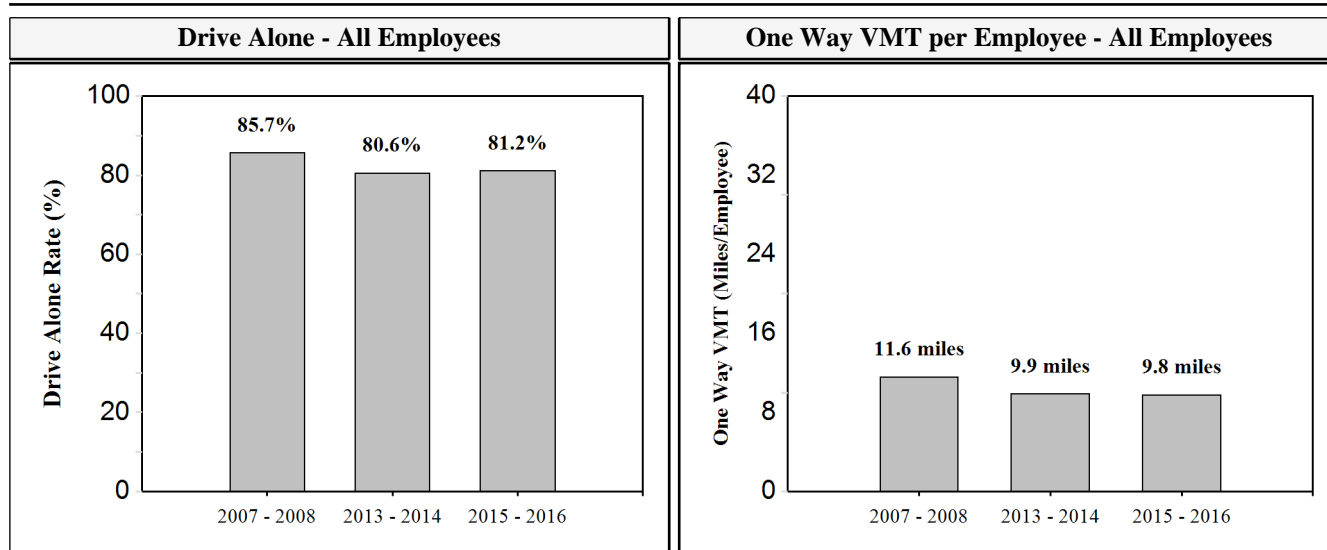 Drive Alone - All Employees
100
80
60
40
20
0
Drive Alone Rate (%)
85.7%
80.6%
81.2%
2007 - 2008
2013 - 2014
2015 - 2016
One Way VMT per Employee - All Employees
40
32
24
16
8
0
One Way VMT (Miles/Employee)
11.6 miles
9.9 miles
9.8 miles
2007 - 2008
2013 - 2014
2015 - 2016